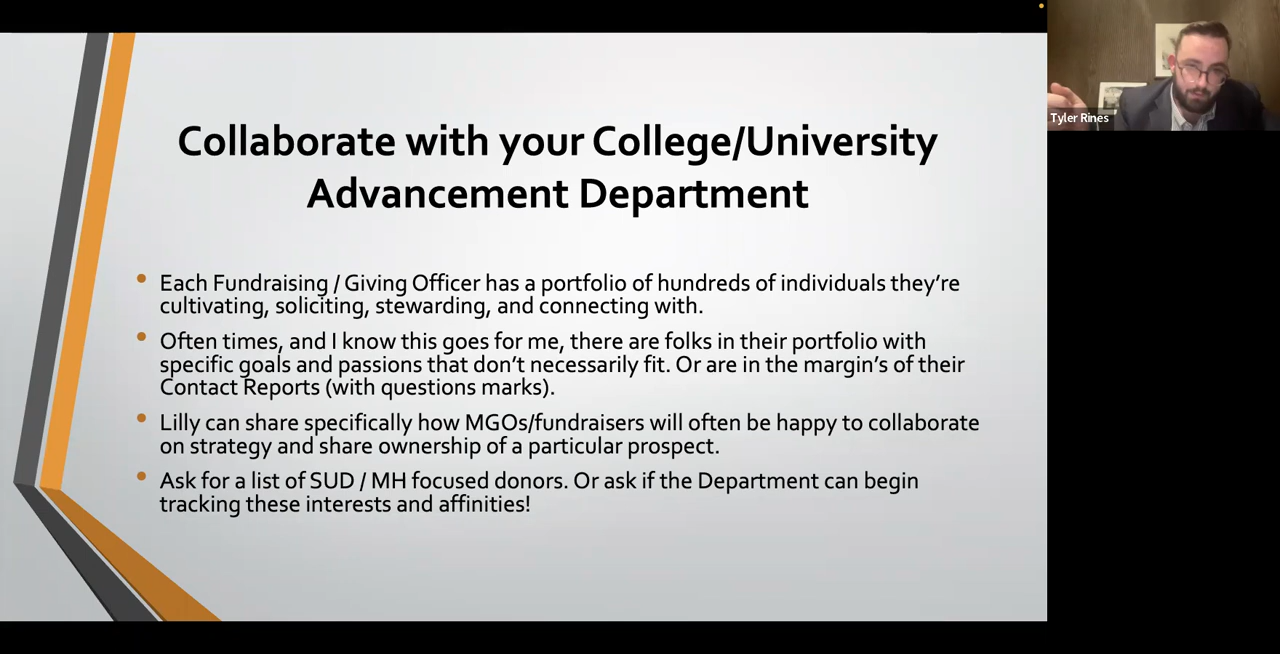 Collaborate with your College/University
Advancement Department
• Each Fundraising / Giving Officer has a portfolio of hundreds of individuals they’re
cultivating, soliciting, stewarding, and connecting with.
• Often times, and I know this goes for me, there are folks in their portfolio with
specific goals and passions that don’t necessarily fit. Or are in the margin’s of their
Contact Reports (with questions marks).
• Lilly can share specifically how MGOs/fundraisers will often be happy to collaborate
on strategy and share ownership of a particular prospect.
• Ask for a list of SUD / MH focused donors. Or ask if the Department can begin
tracking these interests and affinities!
Tyler Rines